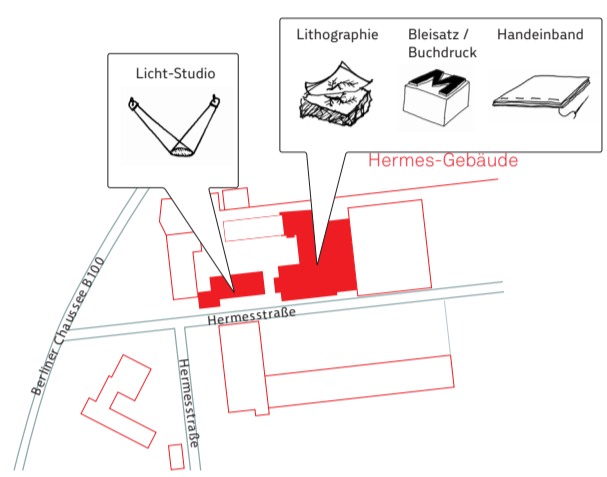 Licht-Studio
Lithographie
Bleisatz /
Buchdruck
Handeinband
M
Hermes-Gebäude
Berliner Chaussee B100
Hermesstraße
Hermesstraße